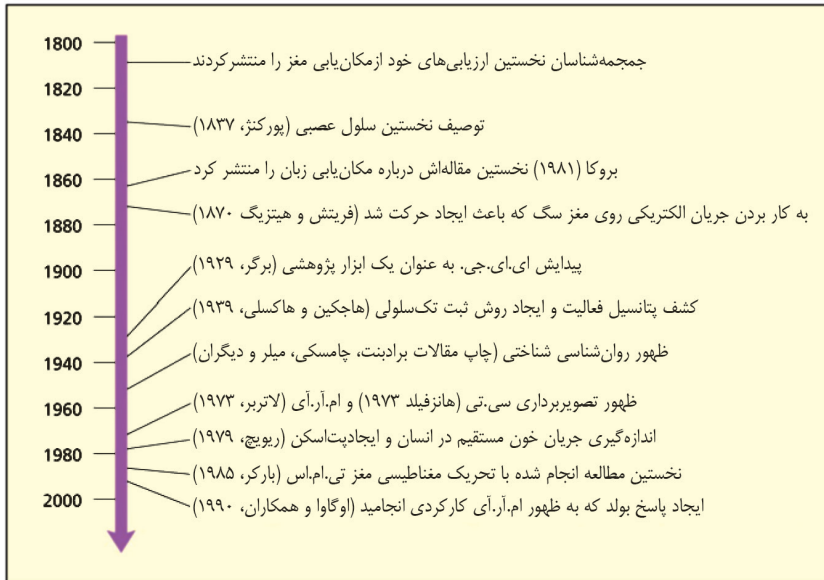 1800
جمجمه‌شناسان نخستین ارزیابی‌های خود ازمکان‌یابی مغز را منتشرکردند
1820
توصیف نخستین سلول عصبی (پورکنژ، ۱۸۳۷)
1840
بروکا (۱۹۸۱) نخستین مقاله‌اش درباره مکان‌یابی زبان را منتشر کرد
1860
به کار بردن جریان الکتریکی روی مغز سگ که باعث ایجاد حرکت شد (فریتش و هیتزیگ ۱۸۷۰)
1880
پیدایش ای.ای.جی. به عنوان یک ابزار پژوهشی (برگر، ۱۹۲۹)
1900
کشف پتانسیل فعالیت و ایجاد روش ثبت تک‌سلولی (هاجکین و هاکسلی، ۱۹۳۹)
1920
ظهور روان‌شناسی شناختی (چاپ مقالات برادبنت، چامسکی، میلر و دیگران)
1940
ظهور تصویربرداری سی.تی (هانزفیلد ۱۹۷۳) و ام.آر.آی (لاتربر، ۱۹۷۳)
1960
اندازه‌گیری جریان خون مستقیم در انسان و ایجادپت‌اسکن (ریویچ، ۱۹۷۹)
1980
نخستین مطالعه انجام شده با تحریک مغناطیسی مغز تی.ام.اس (بارکر، ۱۹۸۵)
2000
ایجاد پاسخ بولد که به ظهور ام.آر.آی کارکردی انجامید (اوگاوا و همکاران، ۱۹۹۰)